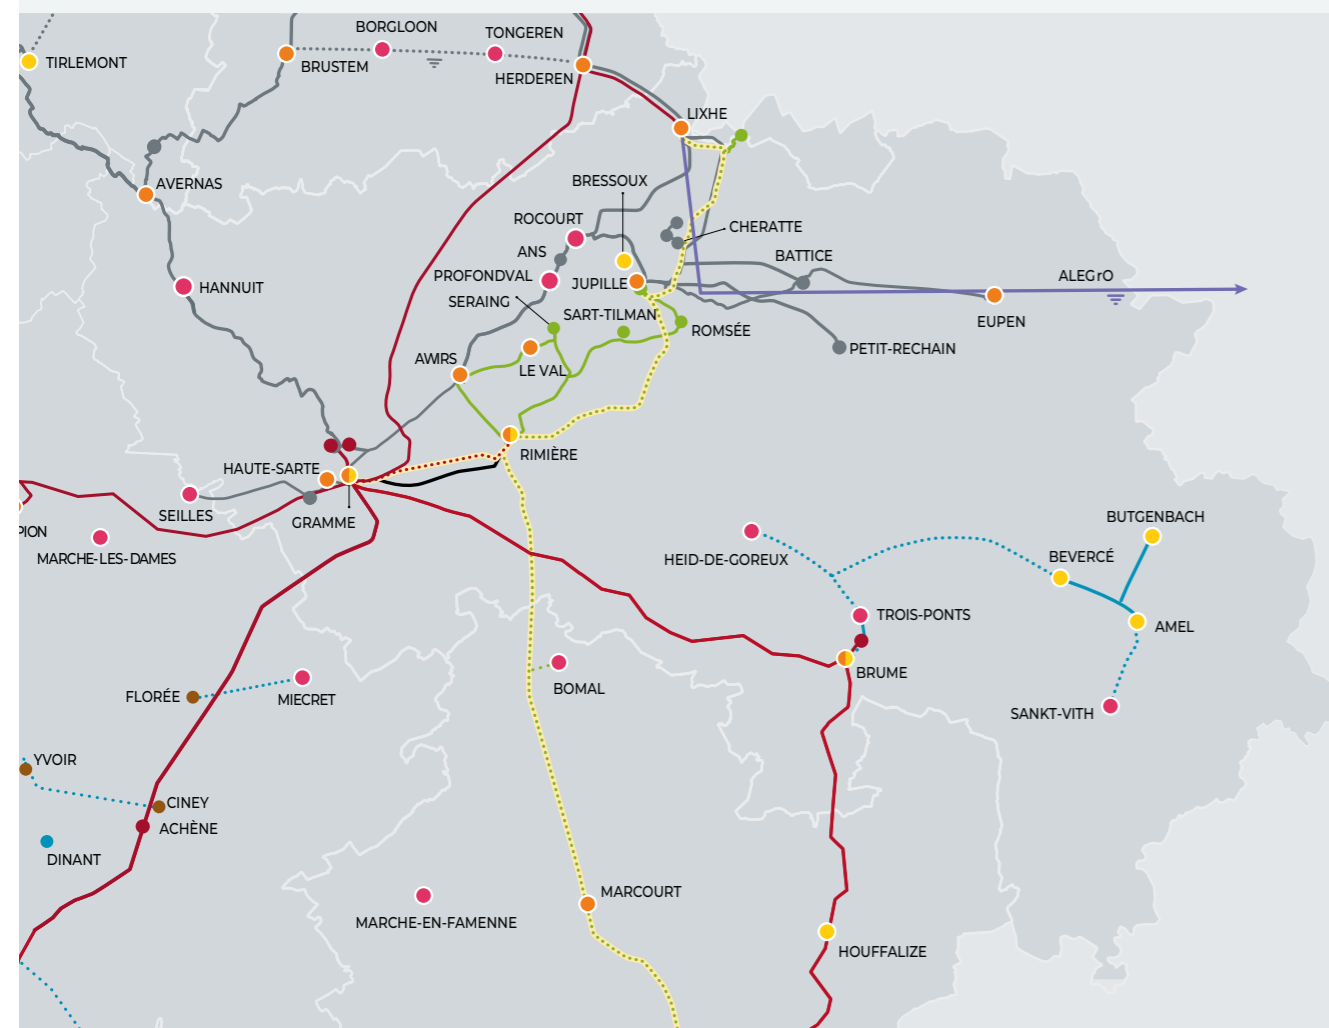 BORGLOON
TONGEREN
TIRLEMONT
BRUSTEM
HERDEREN
LIXHE
AVERNAS
BRESSOUX
ROCOURT
CHERATTE
ANS
BATTICE
PROFONDVAL
JUPILLE
ALEGrO
HANNUIT
SERAING
SART-TILMAN
EUPEN
ROMSÉE
PETIT-RECHAIN
AWIRS
LE VAL
RIMIÈRE
HAUTE-SARTE
SEILLES
GRAMME
PION
BUTGENBACH
MARCHE-LES-DAMES
HEID-DE-GOREUX
BEVERCÉ
TROIS-PONTS
AMEL
BRUME
BOMAL
FLORÉE
MIECRET
SANKT-VITH
YVOIR
CINEY
ACHÈNE
DINANT
MARCOURT
MARCHE-EN-FAMENNE
HOUFFALIZE